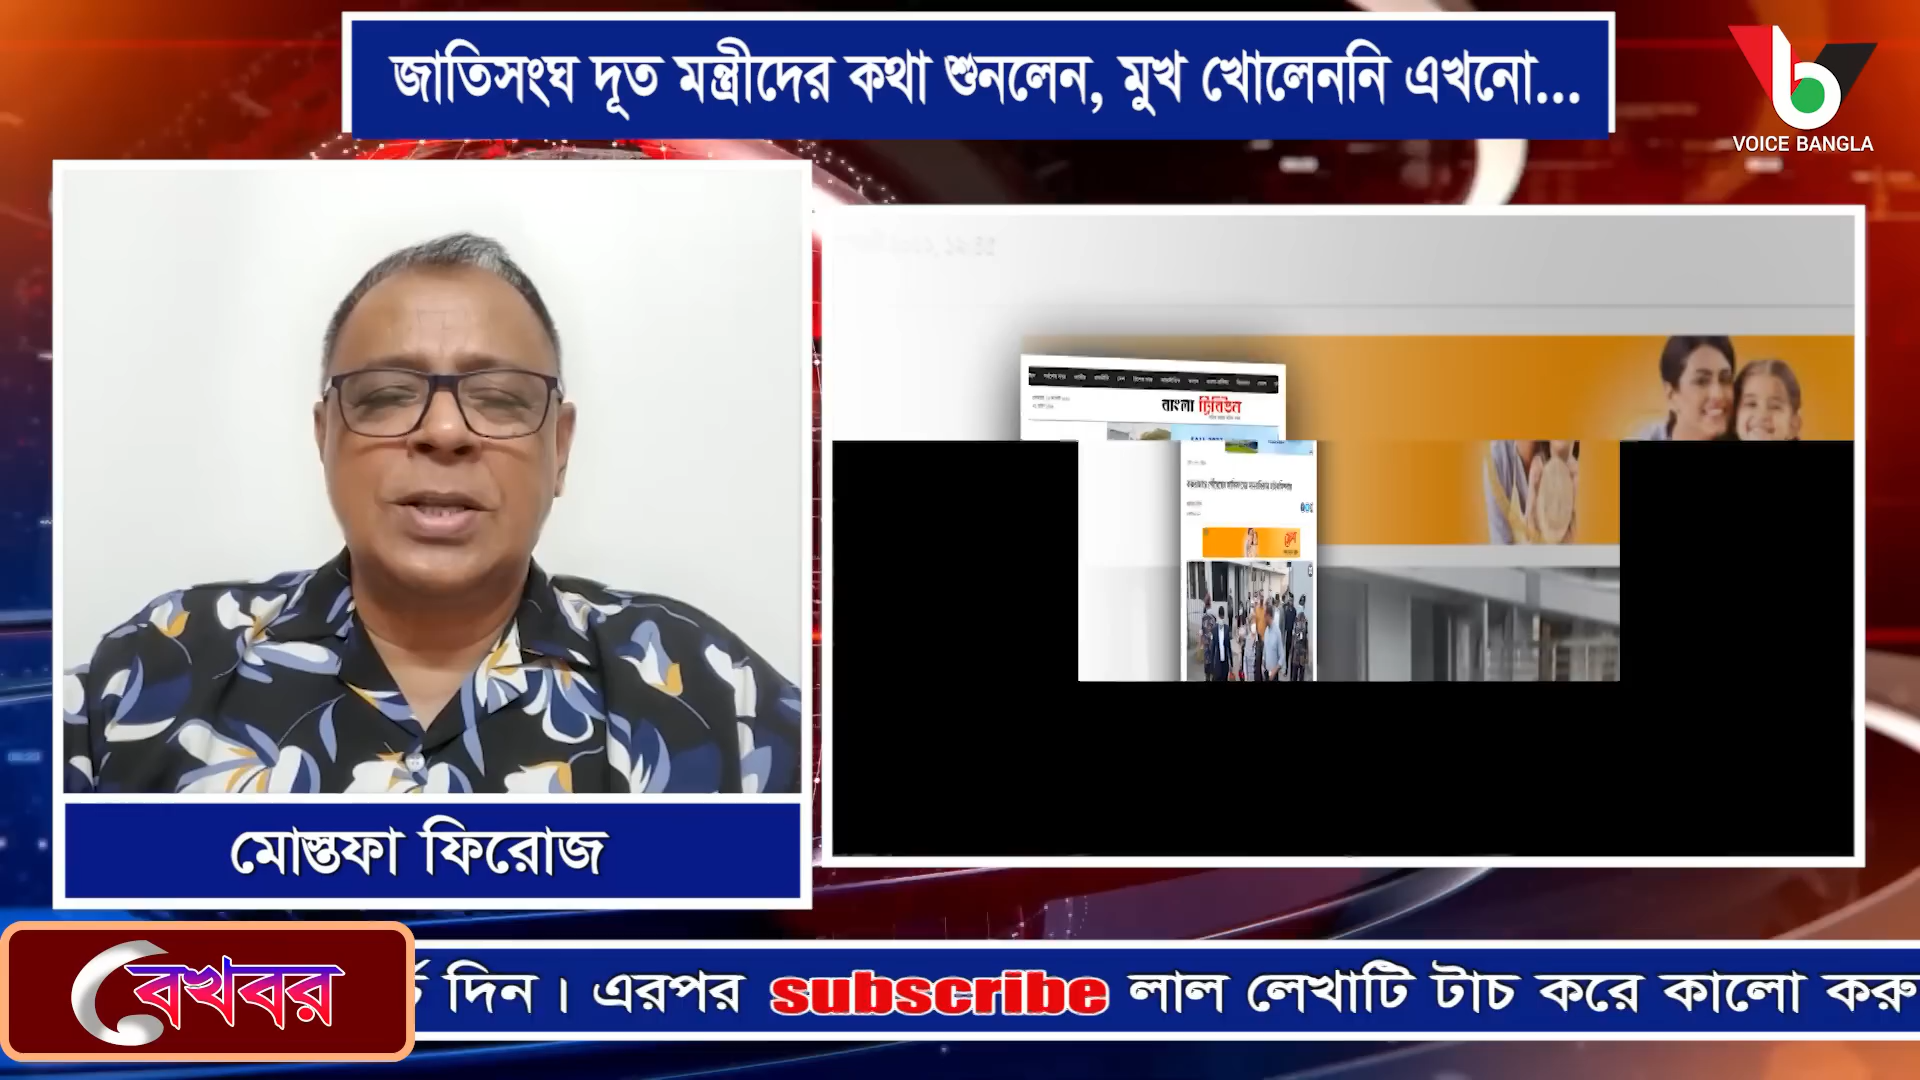 জাতিসংঘ দূত মন্ত্রীদের কথা শুনলেন, মুখ খোলেননি এখনো...
VOICE BANGLA
বাংলা ট্রিবিউন
মোস্তফা ফিরোজ
বেখবর
দিন । এরপর subscribe লাল লেখাটি টাচ করে কালো করু